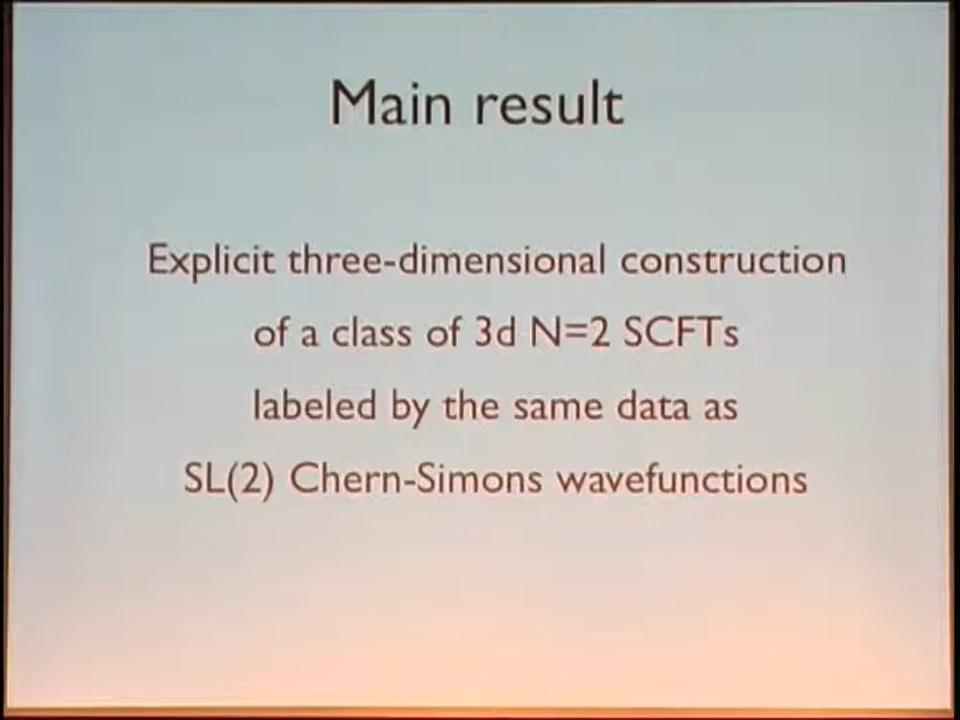 Main result
Explicit three-dimensional construction
of a class of 3d N=2 SCFTs
labeled by the same data as
SL(2) Chern-Simons wavefunctions